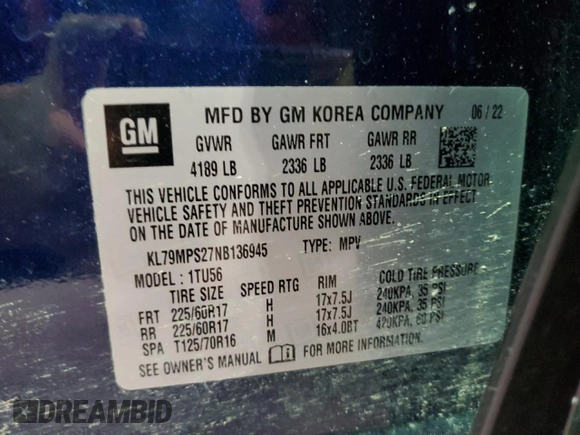 GM
MFD BY GM KOREA COMPANY 06 / 22
GVWR GAWR FRT GAWR RR
4189 LB 2336 LB 2336 LB
THIS VEHICLE CONFORMS TO ALL APPLICABLE U.S. FEDERAL MOTOR
VEHICLE SAFETY AND THEFT PREVENTION STANDARDS IN EFFECT
ON THE DATE OF MANUFACTURE SHOWN ABOVE.
KL79MPS27NB136945 TYPE: MPV
MODEL: 1TU56
TIRE SIZE SPEED RTG RIM COLD TIRE PRESSURE
FRT 225/60R17 H 17x7.5J 240KPA, 35 PSI
RR 225/60R17 H 17x7.5J 240KPA, 35 PSI
SPA T125/70R16 M 16x4.0BT 420KPA, 60 PSI
SEE OWNER'S MANUAL FOR MORE INFORMATION.
DREAMBID